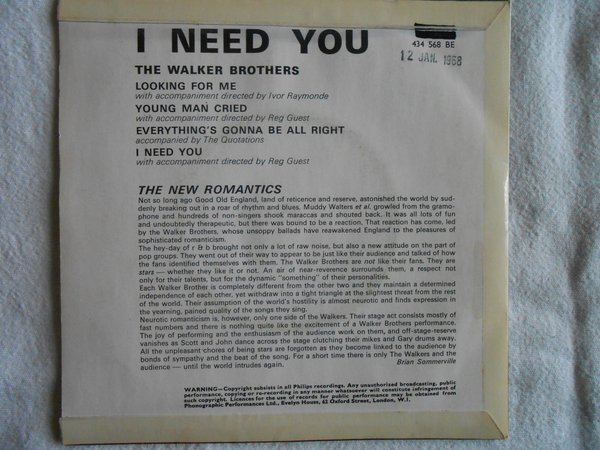 I NEED YOU
434 568 BE
12 JAN. 1968
THE WALKER BROTHERS
LOOKING FOR ME
with accompaniment directed by Ivor Raymonde
YOUNG MAN CRIED
with accompaniment directed by Reg Guest
EVERYTHING'S GONNA BE ALL RIGHT
accompanied by The Quotations
I NEED YOU
with accompaniment directed by Reg Guest
THE NEW ROMANTICS
Not so long ago Good Old England, land of reticence and reserve, astonished the world by sud-
denly breaking out in a roar of rhythm and blues. Muddy Walters et al. growled from the gramo-
phone and hundreds of non-singers shook maraccas and shouted back. It was all lots of fun
and undoubtedly therapeutic, but there was bound to be a reaction. That reaction has come, led
by the Walker Brothers, whose unsoppy ballads have reawakened England to the pleasures of
sophisticated romanticism.
The hey-day of r & b brought not only a lot of raw noise, but also a new attitude on the part of
pop groups. They went out of their way to appear to be just like their audience and talked of how
the fans identified themselves with them. The Walker Brothers are not like their fans. They are
stars — whether they like it or not. An air of near-reverence surrounds them, a respect not
only for their talents, but for the dynamic "something" of their personalities.
Each Walker Brother is completely different from the other two and they maintain a determined
independence of each other, yet withdraw into a tight triangle at the slightest threat from the rest
of the world. Their assumption of the world's hostility is almost neurotic and finds expression in
the yearning, pained quality of the songs they sing.
Neurotic romanticism is, however, only one side of the Walkers. Their stage act consists mostly of
fast numbers and there is nothing quite like the excitement of a Walker Brothers performance.
The joy of performing and the enthusiasm of the audience work on them, and off-stage-reserve
vanishes as Scott and John dance across the stage clutching their mikes and Gary drums away.
All the unpleasant chores of being stars are forgotten as they become linked to the audience by
bonds of sympathy and the beat of the song. For a short time there is only The Walkers and the
audience — until the world intrudes again.
Brian Sommerville
WARNING—Copyright subsists in all Philips recordings. Any unauthorised broadcasting, public
performance, copying or re-recording in any manner whatsoever will constitute infringement of
such copyright. Licences for the use of records for public performance may be obtained from
Phonographic Performances Ltd., Evelyn House, 62 Oxford Street, London, W.1.